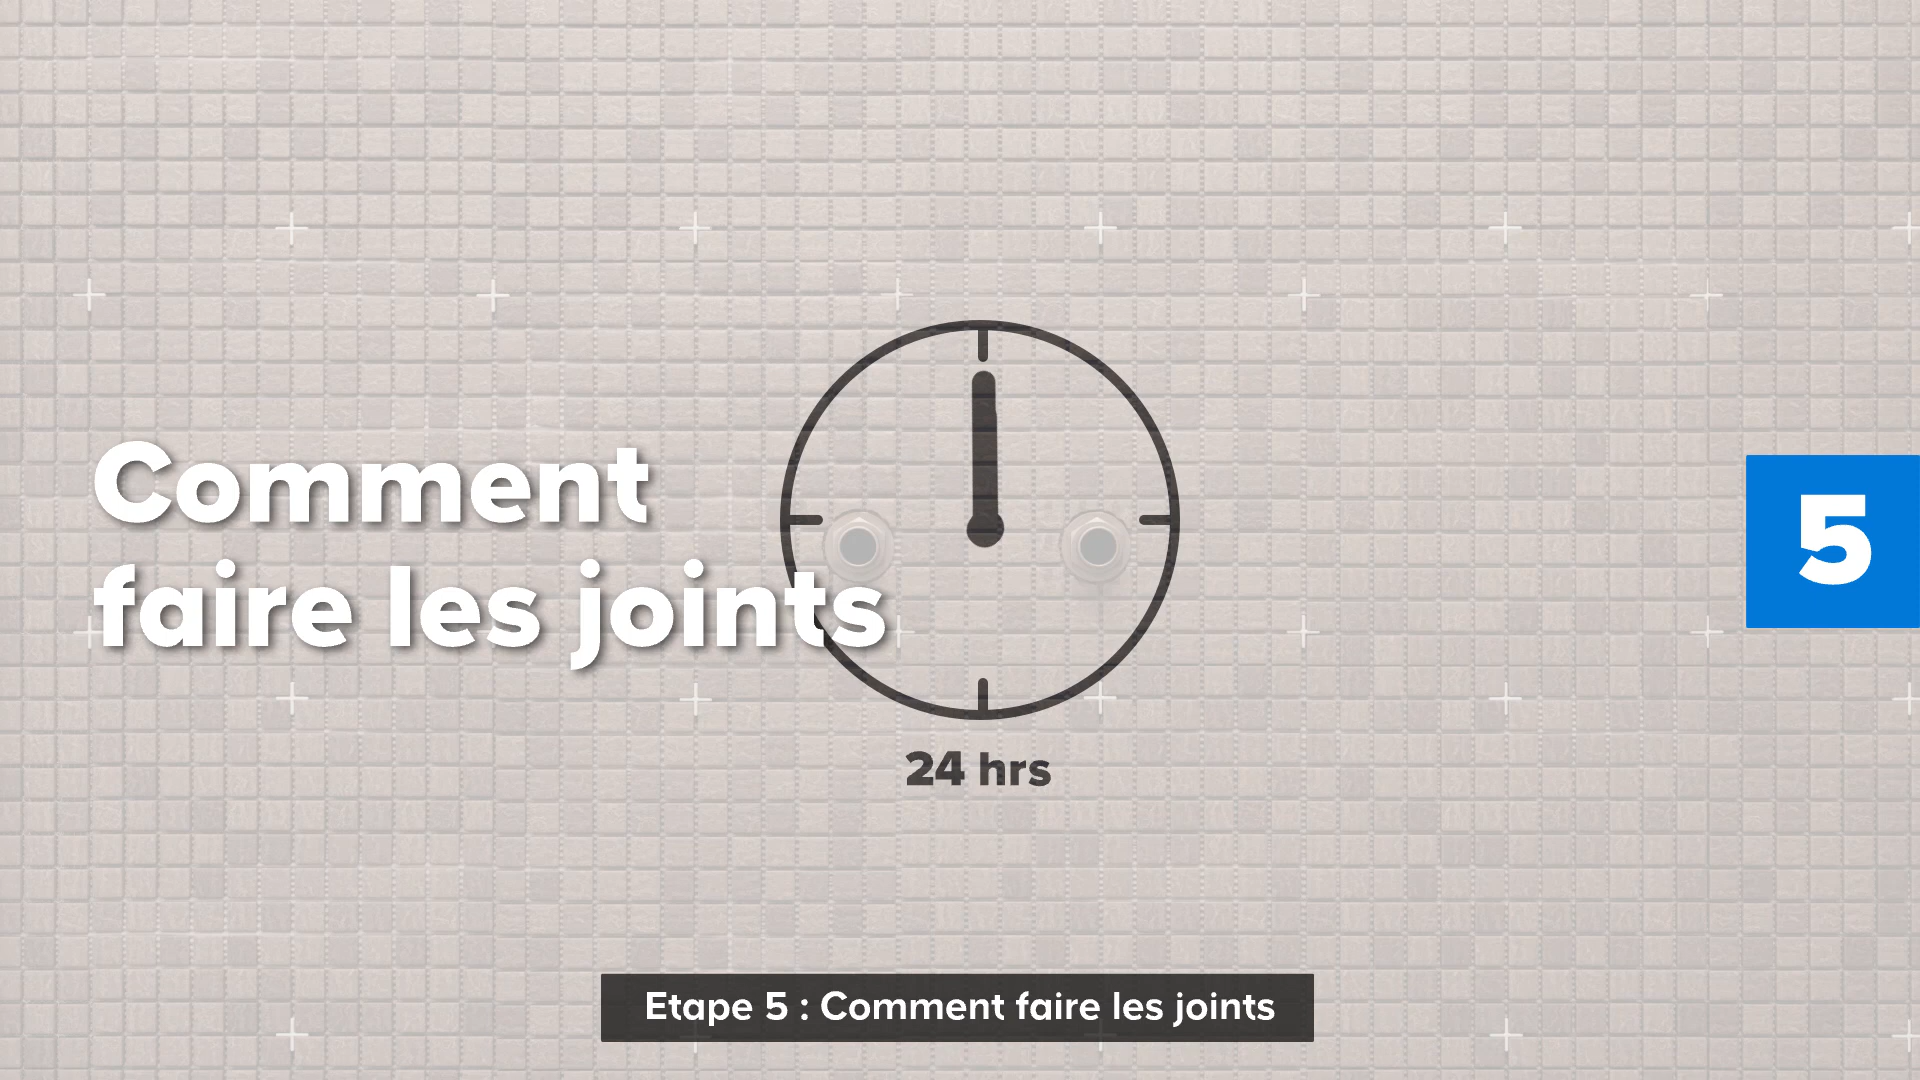 Comment
faire les joints
5
24 hrs
Etape 5 : Comment faire les joints